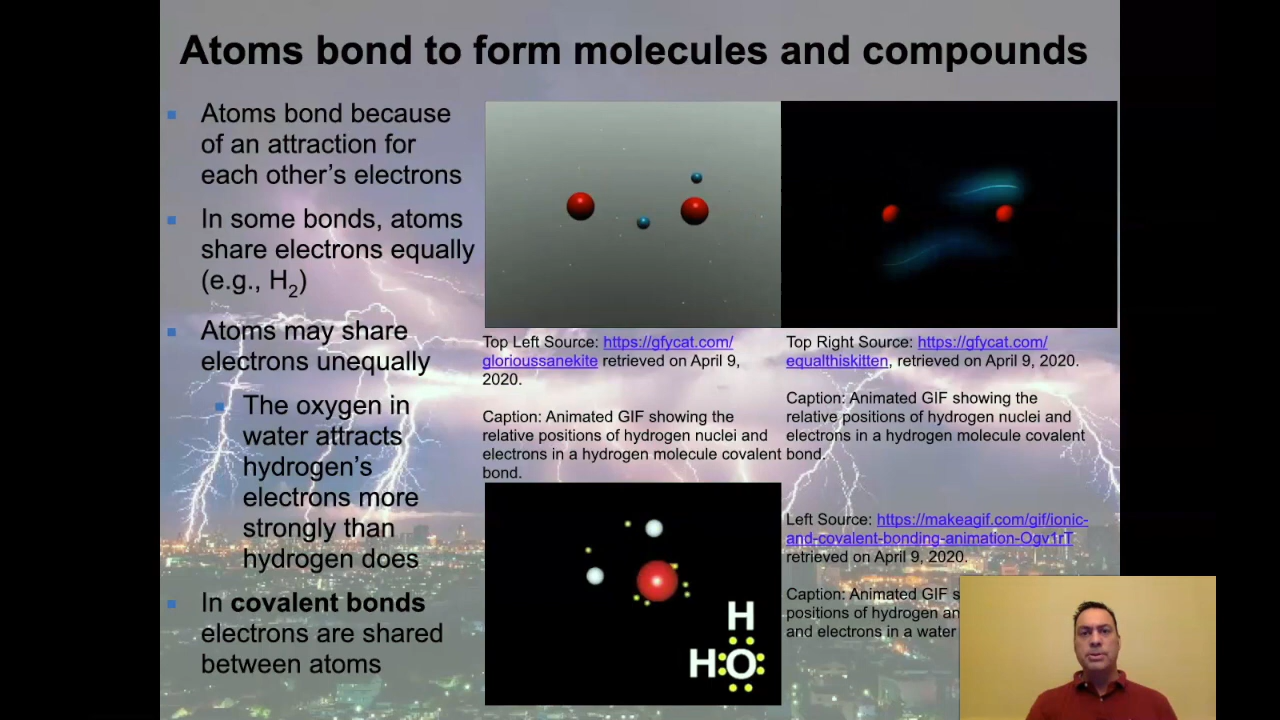 Atoms bond to form molecules and compounds
Atoms bond because
of an attraction for
each other's electrons
In some bonds, atoms
share electrons equally
(e.g., H2)
Atoms may share
electrons unequally
The oxygen in
water attracts
hydrogen's
electrons more
strongly than
hydrogen does
In covalent bonds
electrons are shared
between atoms
Top Left Source: https://gfycat.com/
glorioussanekite retrieved on April 9,
2020.
Caption: Animated GIF showing the
relative positions of hydrogen nuclei and
electrons in a hydrogen molecule covalent
bond.
Top Right Source: https://gfycat.com/
equalthiskitten, retrieved on April 9, 2020.
Caption: Animated GIF showing the
relative positions of hydrogen nuclei and
electrons in a hydrogen molecule covalent
bond.
H
H:O:
Left Source: https://makeagif.com/gif/ionic-
and-covalent-bonding-animation-Ogv1rT
retrieved on April 9, 2020.
Caption: Animated GIF
positions of hydrogen
and electrons in a water